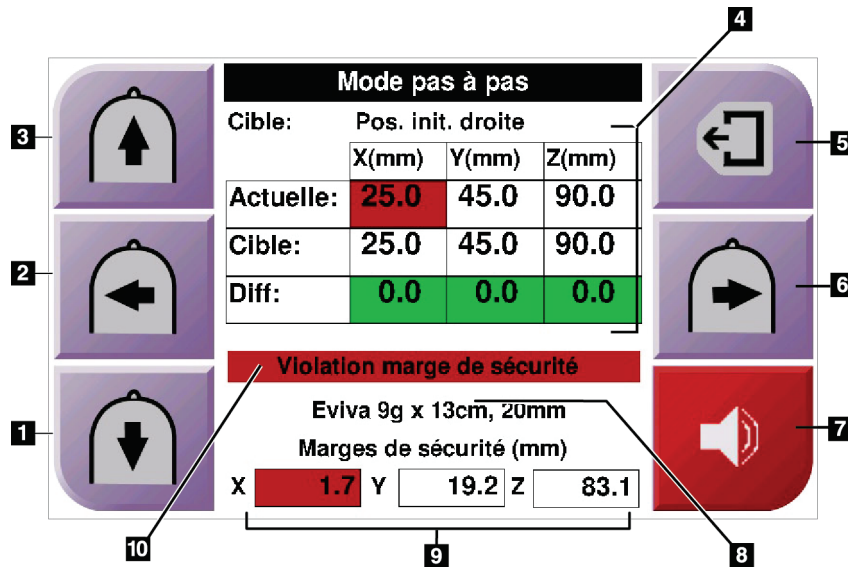 4
Mode pas à pas
Cible: Pos. init. droite
3
5
X(mm) Y(mm) Z(mm)
Actuelle: 25.0 45.0 90.0
Cible: 25.0 45.0 90.0
2
6
Diff: 0.0 0.0 0.0
Violation marge de sécurité
Eviva 9g x 13cm, 20mm
1
7
Marges de sécurité (mm)
X 1.7 Y 19.2 Z 83.1
10
9
8